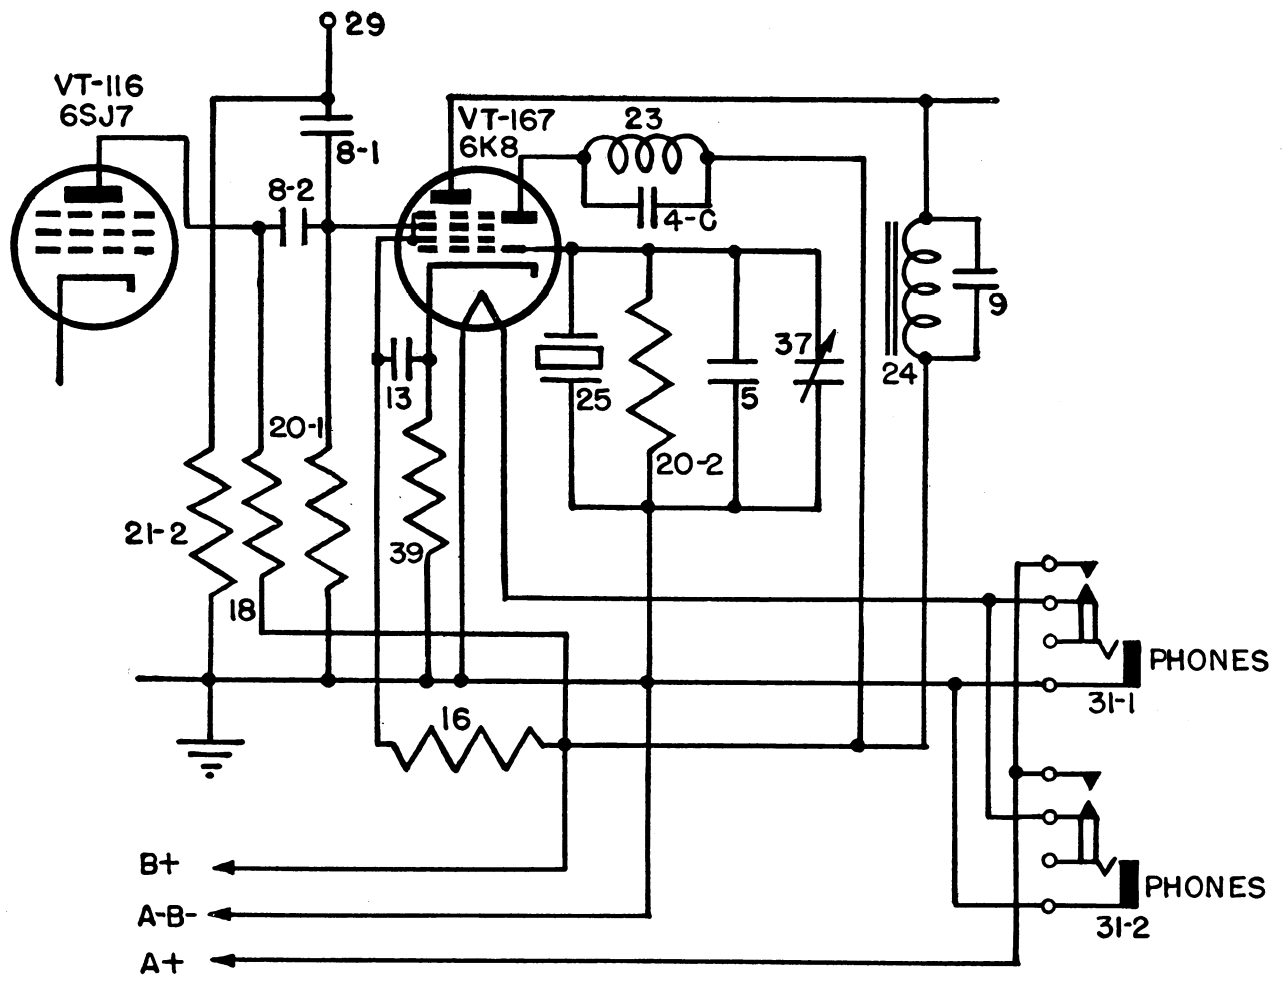 29
VT-116
6SJ7
8-1
8-2
VT-167
6K8
23
4-C
9
24
37
13
25
5
20-1
20-2
21-2
39
18
PHONES
31-1
16
B+
A-B-
A+
PHONES
31-2